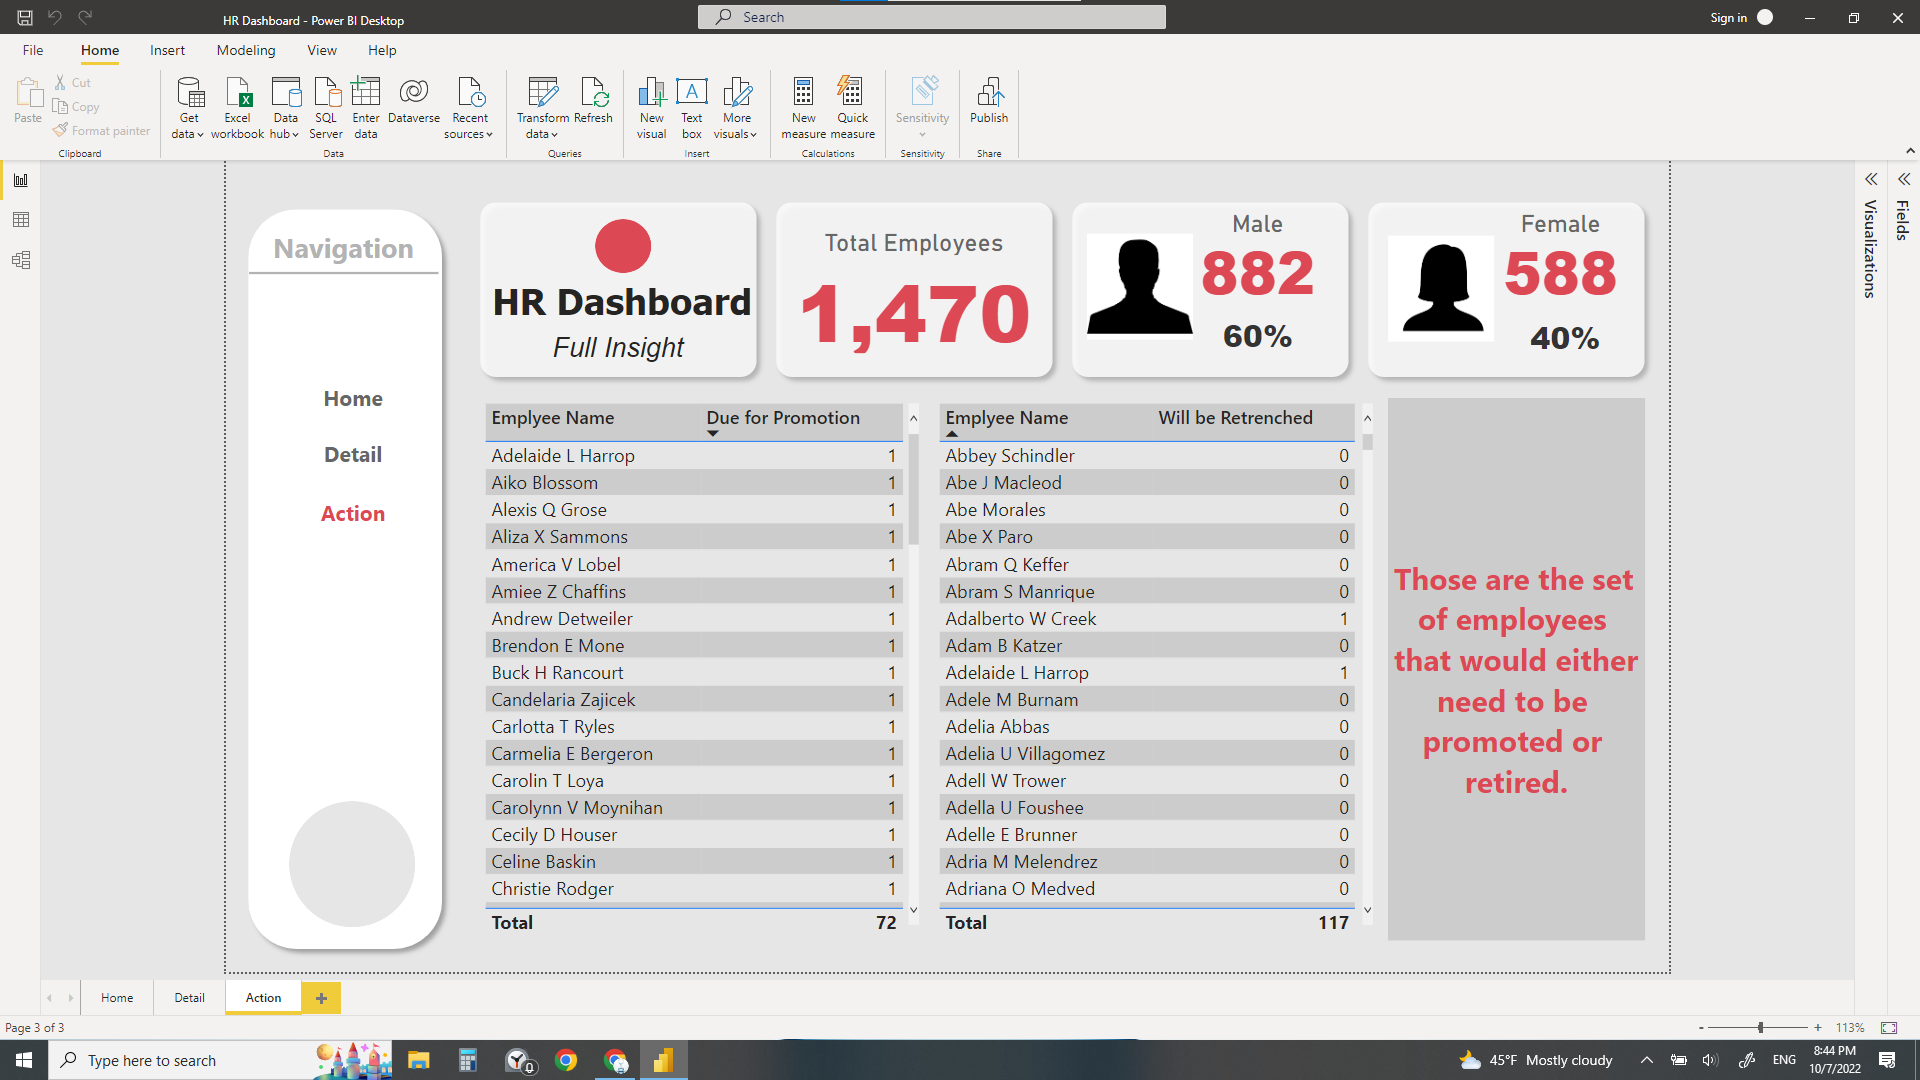 HR Dashboard - Power BI Desktop
Search
Sign in
File Home Insert Modeling View Help
Paste
Cut
Copy
Format painter
Clipboard
Get data
Excel workbook
Data hub
SQL Server
Enter data
Dataverse
Recent sources
Data
Transform data
Refresh
Queries
New visual
Text box
More visuals
Insert
New measure
Quick measure
Calculations
Sensitivity
Sensitivity
Publish
Share
Visualizations
Fields
Navigation
Home
Detail
Action
HR Dashboard
Full Insight
Total Employees
1,470
Male
882
60%
Female
588
40%
Emplyee Name Due for Promotion
Adelaide L Harrop 1
Aiko Blossom 1
Alexis Q Grose 1
Aliza X Sammons 1
America V Lobel 1
Amiee Z Chaffins 1
Andrew Detweiler 1
Brendon E Mone 1
Buck H Rancourt 1
Candelaria Zajicek 1
Carlotta T Ryles 1
Carmelia E Bergeron 1
Carolin T Loya 1
Carolynn V Moynihan 1
Cecily D Houser 1
Celine Baskin 1
Christie Rodger 1
Total 72
Emplyee Name Will be Retrenched
Abbey Schindler 0
Abe J Macleod 0
Abe Morales 0
Abe X Paro 0
Abram Q Keffer 0
Abram S Manrique 0
Adalberto W Creek 1
Adam B Katzer 0
Adelaide L Harrop 1
Adele M Burnam 0
Adelia Abbas 0
Adelia U Villagomez 0
Adell W Trower 0
Adella U Foushee 0
Adelle E Brunner 0
Adria M Melendrez 0
Adriana O Medved 0
Total 117
Those are the set
of employees
that would either
need to be
promoted or
retired.
Home Detail Action +
Page 3 of 3
- + 113%
Type here to search
0
45°F Mostly cloudy
ENG
8:44 PM
10/7/2022